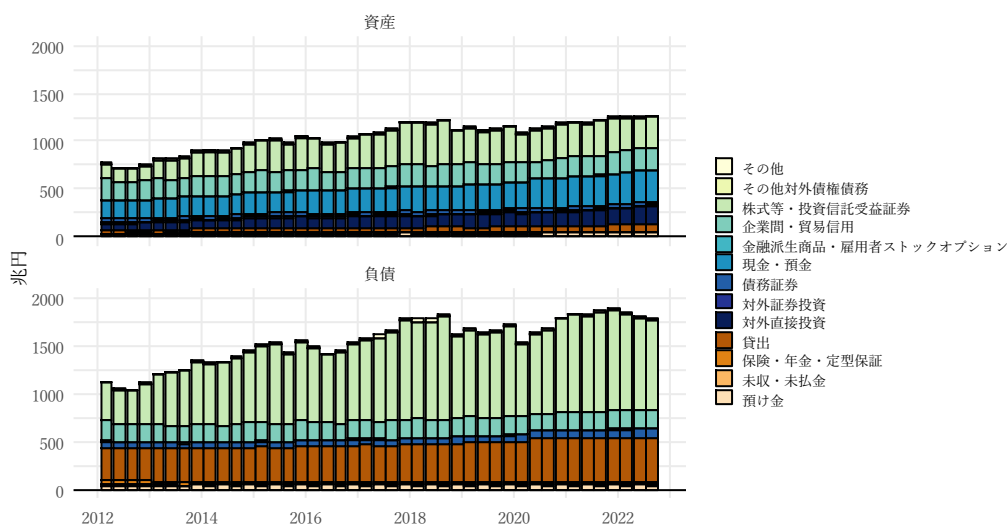 資産
2000
1500
1000
500
0
負債
2000
1500
1000
500
0
兆円
2012
2014
2016
2018
2020
2022
その他
その他対外債権債務
株式等・投資信託受益証券
企業間・貿易信用
金融派生商品・雇用者ストックオプション
現金・預金
債務証券
対外証券投資
対外直接投資
貸出
保険・年金・定型保証
未収・未払金
預け金